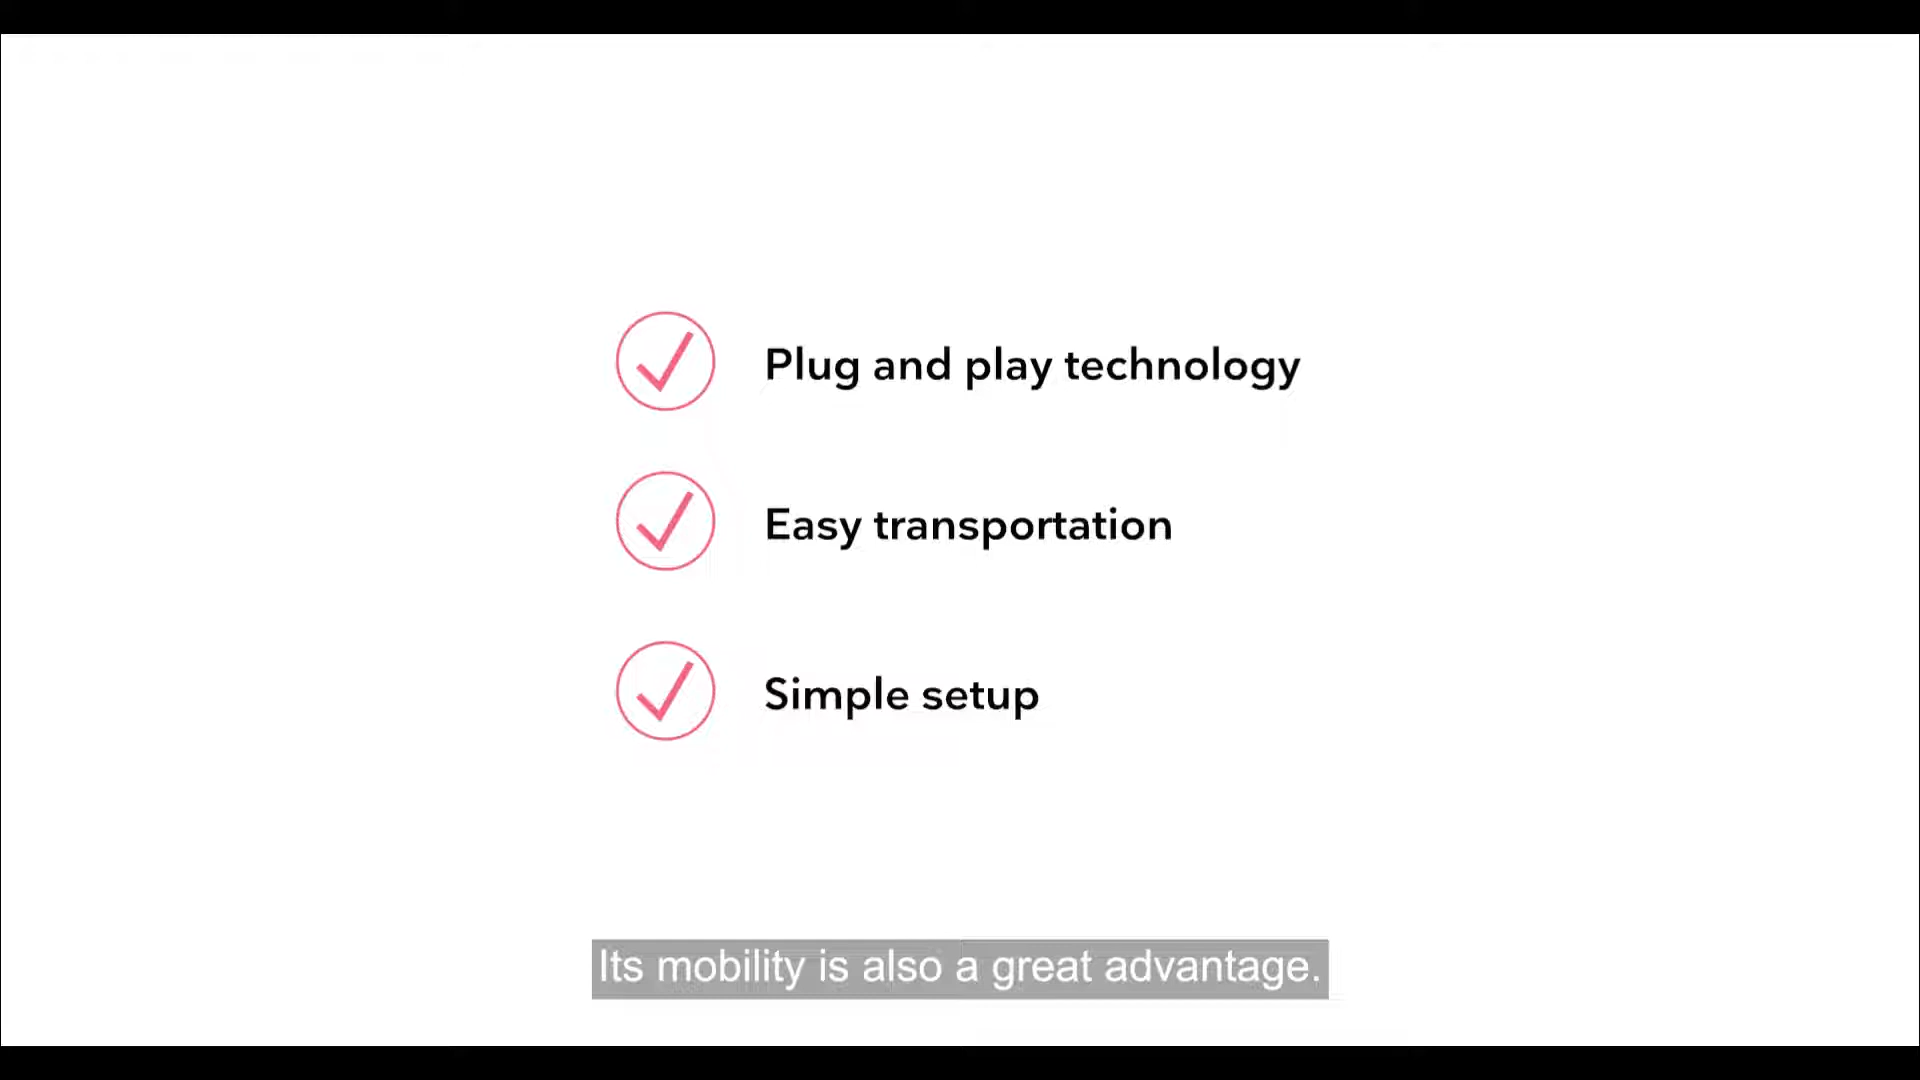 Plug and play technology
Easy transportation
Simple setup
Its mobility is also a great advantage.